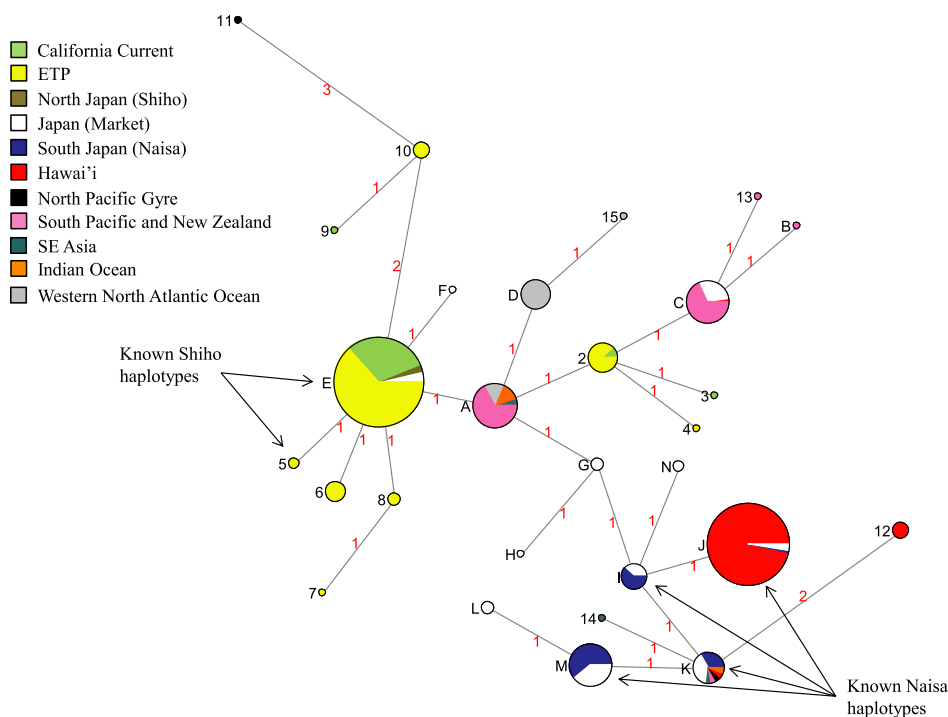 11
3
California Current
ETP
North Japan (Shiho)
Japan (Market)
South Japan (Naisa)
Hawai'i
North Pacific Gyre
South Pacific and New Zealand
SE Asia
Indian Ocean
Western North Atlantic Ocean
10
1
9
2
F
1
15
1
D
1
13
B
1
1
C
1
Known Shiho
haplotypes
E
1
A
1
2
1
1
3
4
1
1
1
5
6
8
1
7
1
G
N
1
1
1
H
I
J
1
12
2
L
1
14
1
1
M
1
K
Known Naisa
haplotypes